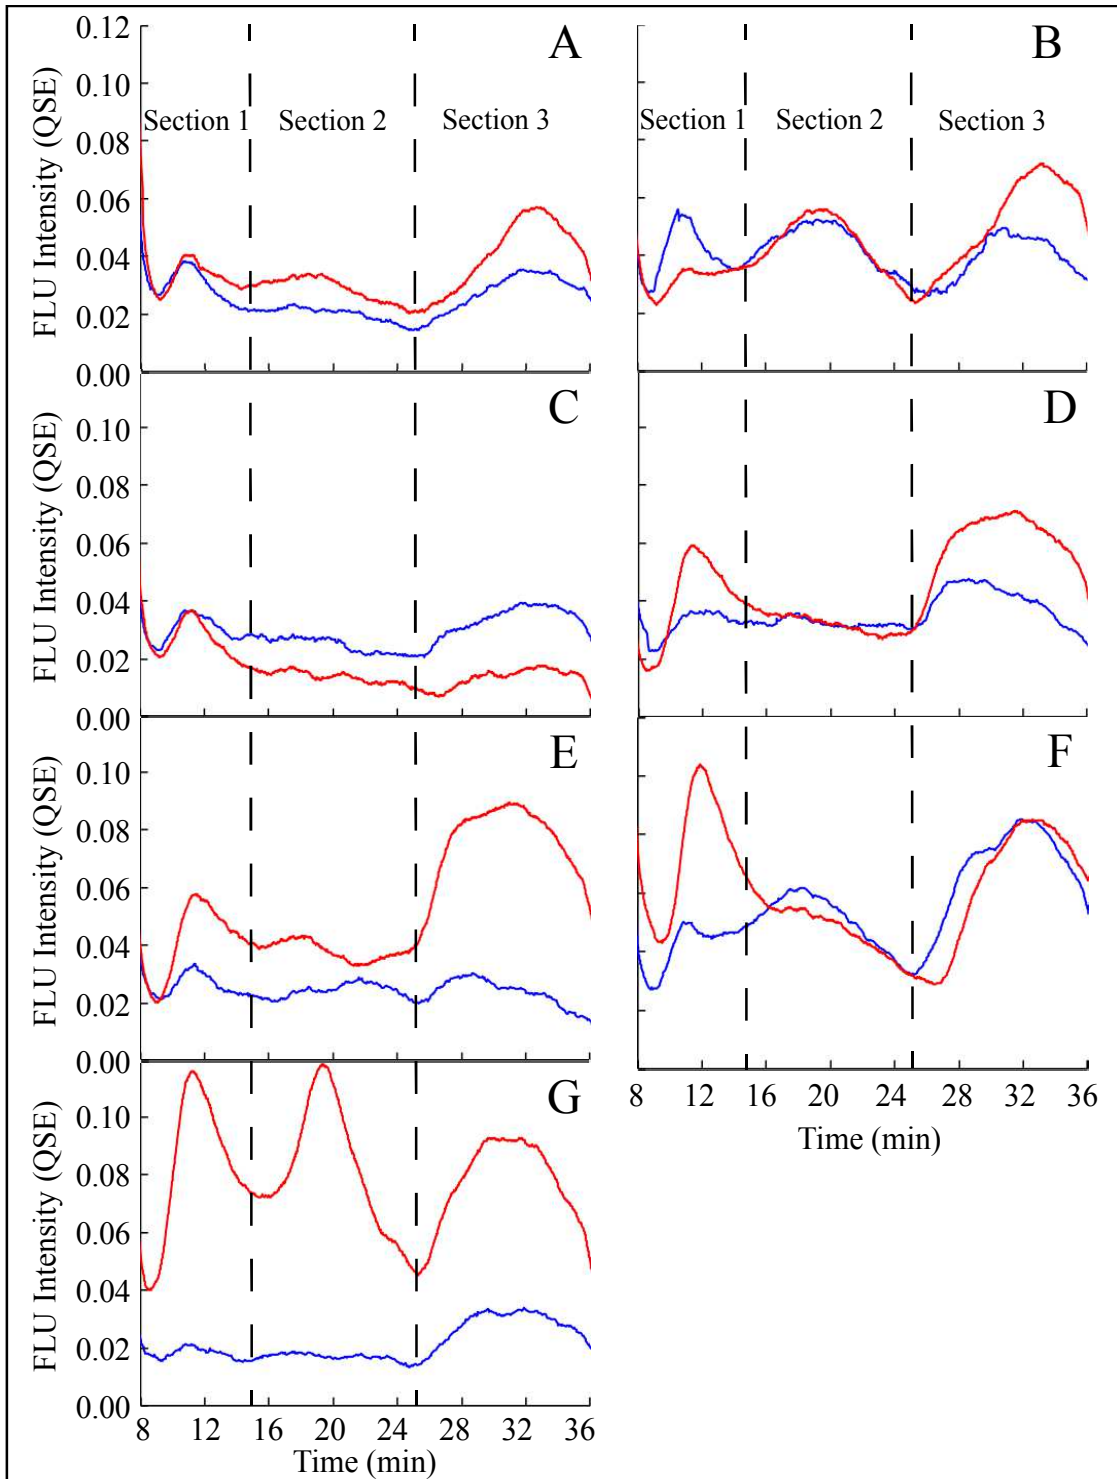 0.12
0.10
0.08
0.06
0.04
0.02
0.00
FLU Intensity (QSE)
Section 1
Section 2
Section 3
A
Section 1
Section 2
Section 3
B
0.10
0.08
0.06
0.04
0.02
0.00
FLU Intensity (QSE)
C
D
0.10
0.08
0.06
0.04
0.02
0.00
FLU Intensity (QSE)
E
F
8 12 16 20 24 28 32 36
Time (min)
0.10
0.08
0.06
0.04
0.02
0.00
FLU Intensity (QSE)
G
8 12 16 20 24 28 32 36
Time (min)